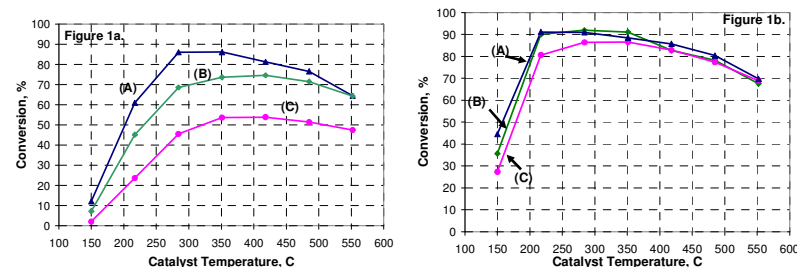 Figure 1a.
Conversion, %
100
90
80
70
60
50
40
30
20
10
0
(A)
(B)
(C)
100 150 200 250 300 350 400 450 500 550 600
Catalyst Temperature, C
Figure 1b.
Conversion, %
100
90
80
70
60
50
40
30
20
10
0
(A)
(B)
(C)
100 150 200 250 300 350 400 450 500 550 600
Catalyst Temperature, C